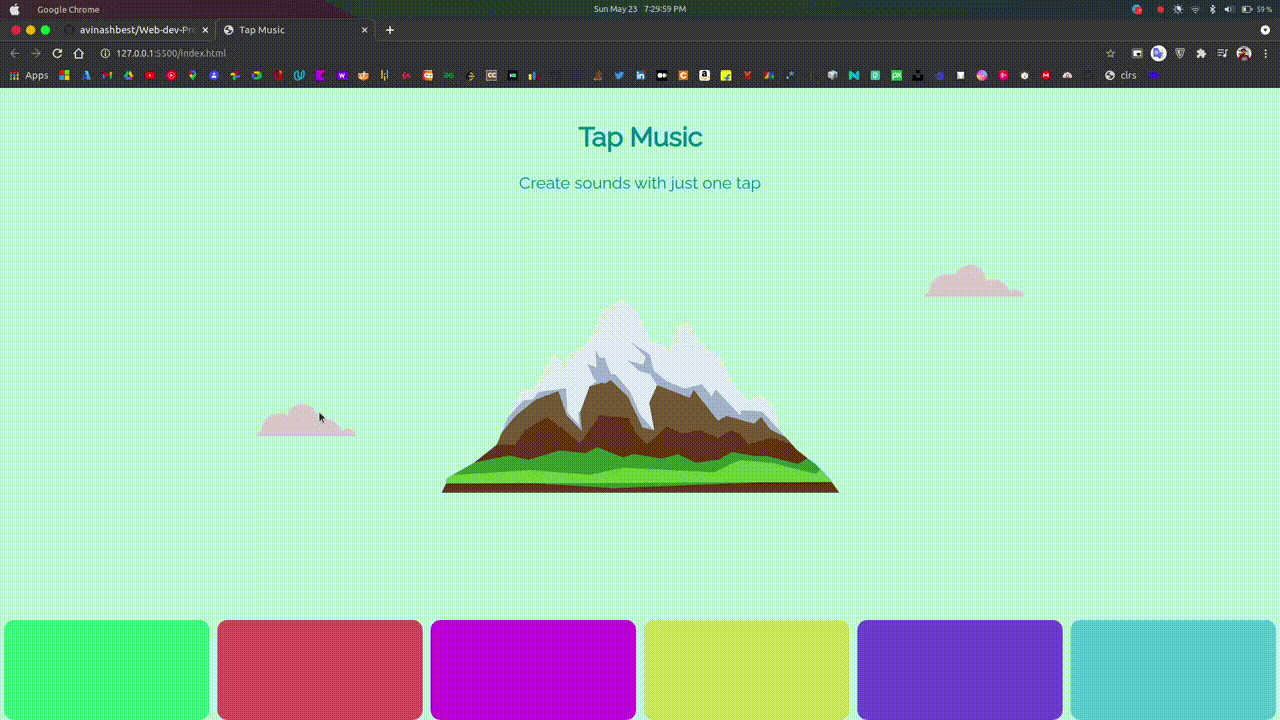 Google Chrome
Sun May 23 7:29:59 PM
59 %
avinashbest/Web-dev-Pr
Tap Music
127.0.0.1:5500/index.html
Apps
clrs
Tap Music
Create sounds with just one tap